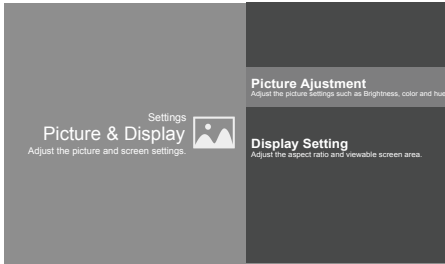 Settings
Picture & Display
Adjust the picture and screen settings.
Picture Ajustment
Adjust the picture settings such as Brightness, color and hue
Display Setting
Adjust the aspect ratio and viewable screen area.